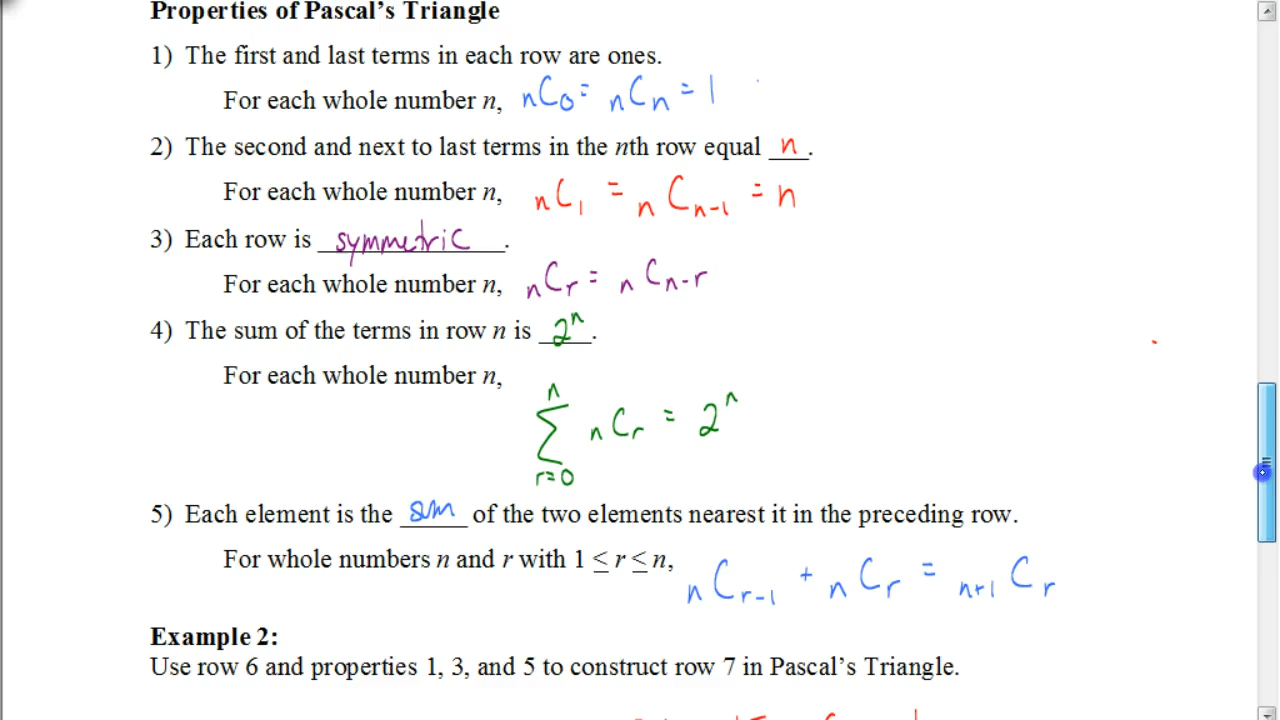 Properties of Pascal's Triangle
1) The first and last terms in each row are ones.
For each whole number n, nC0 = nCn = 1
2) The second and next to last terms in the nth row equal n.
For each whole number n, nC1 = nCn-1 = n
3) Each row is symmetric.
For each whole number n, nCr = nCn-r
4) The sum of the terms in row n is 2ⁿ.
For each whole number n,
n
∑ nCr = 2ⁿ
r=0
5) Each element is the sum of the two elements nearest it in the preceding row.
For whole numbers n and r with 1 ≤ r ≤ n, nCr-1 + nCr = n+1Cr
Example 2:
Use row 6 and properties 1, 3, and 5 to construct row 7 in Pascal's Triangle.